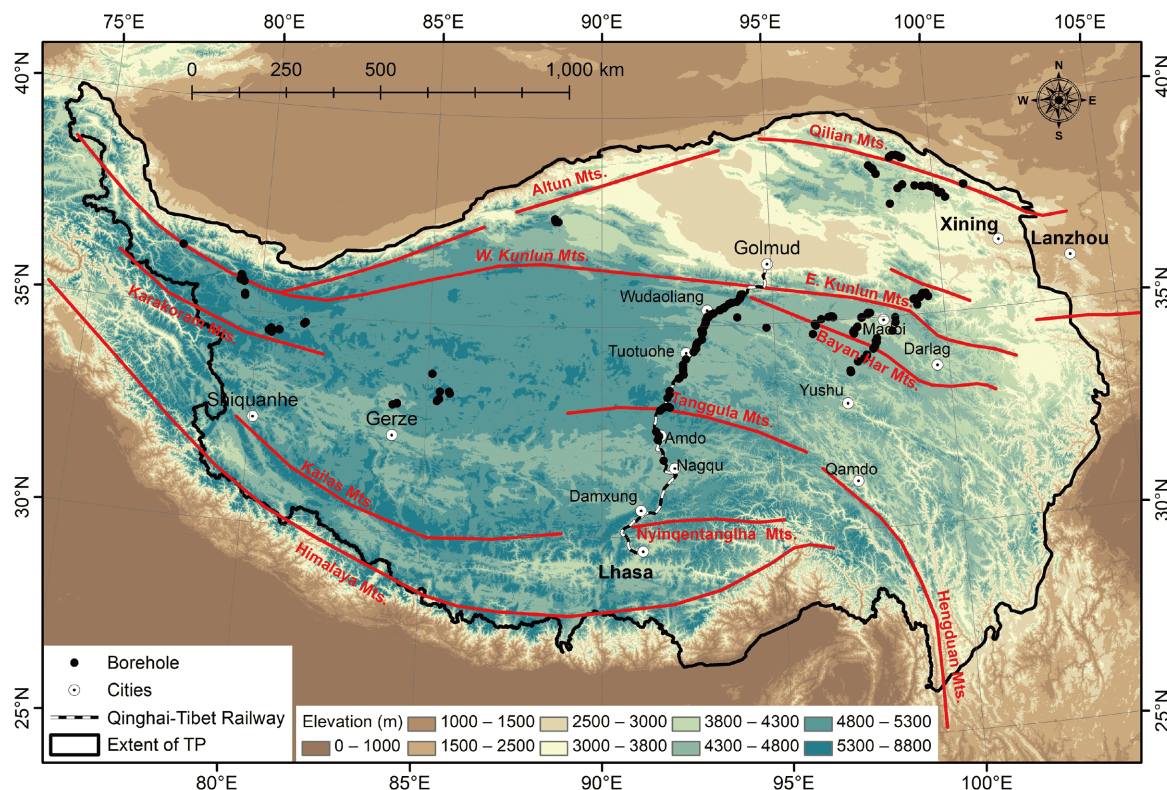 75°E 80°E 85°E 90°E 95°E 100°E 105°E
40°N
40°N
0 250 500 1,000 km
N
W E
S
Qilian Mts.
Altun Mts.
Xining
Lanzhou
W. Kunlun Mts.
Golmud
35°N
35°N
E. Kunlun Mts.
Wudaoliang
Karakoram Mts.
Madoi
Tuotuohe
Darlag
Bayan Har Mts.
Yushu
Shiquanhe
Gerze
Tanggula Mts.
Amdo
Nagqu
Qamdo
Kailas Mts.
30°N
30°N
Damxung
Nyinqentanglha Mts.
Himalaya Mts.
Lhasa
Hengduan Mts.
25°N
25°N
Borehole
Cities
Qinghai-Tibet Railway
Extent of TP
Elevation (m) 1000 – 1500 2500 – 3000 3800 – 4300 4800 – 5300
0 – 1000 1500 – 2500 3000 – 3800 4300 – 4800 5300 – 8800
80°E 85°E 90°E 95°E 100°E